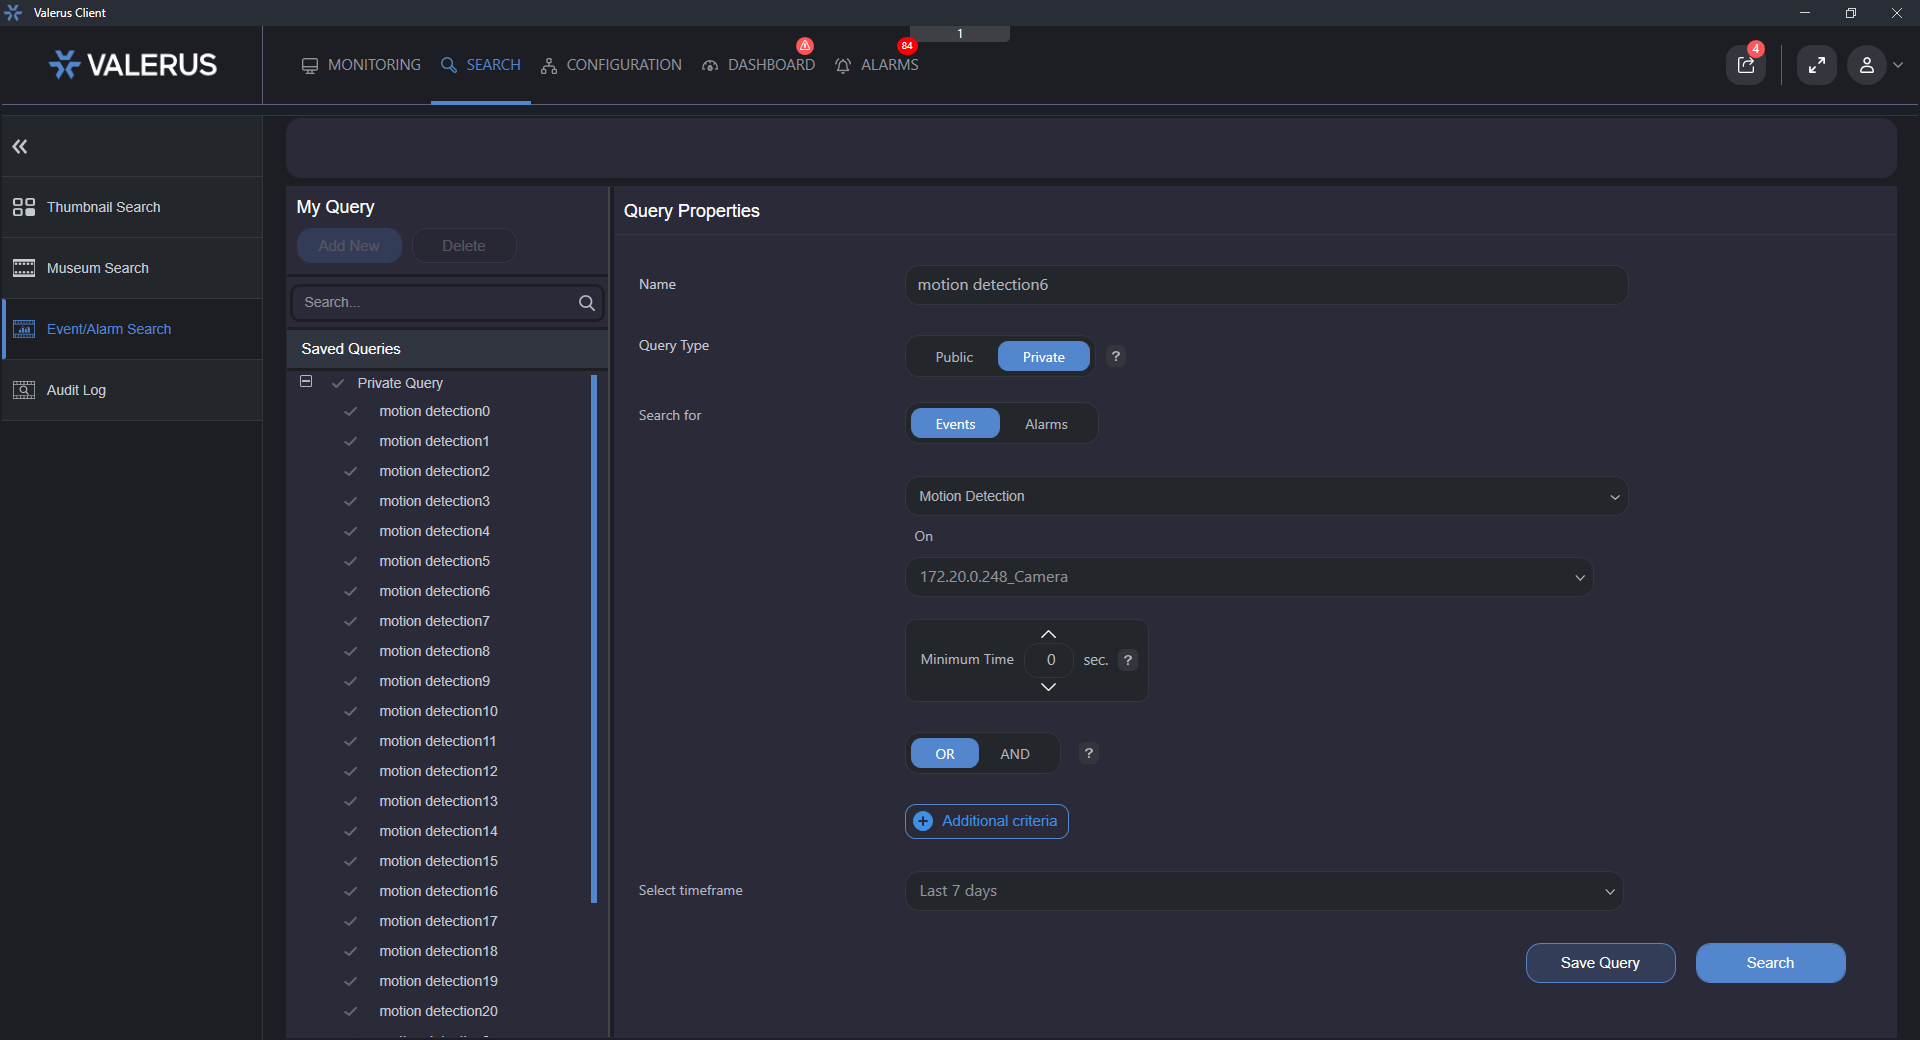 Valerus Client
1
VALERUS
MONITORING
SEARCH
CONFIGURATION
DASHBOARD
84
ALARMS
4
Thumbnail Search
Museum Search
Event/Alarm Search
Audit Log
My Query
Add New
Delete
Search...
Saved Queries
Private Query
motion detection0
motion detection1
motion detection2
motion detection3
motion detection4
motion detection5
motion detection6
motion detection7
motion detection8
motion detection9
motion detection10
motion detection11
motion detection12
motion detection13
motion detection14
motion detection15
motion detection16
motion detection17
motion detection18
motion detection19
motion detection20
Query Properties
Name
motion detection6
Query Type
Public
Private
?
Search for
Events
Alarms
Motion Detection
On
172.20.0.248_Camera
Minimum Time
0
sec.
?
OR
AND
?
Additional criteria
Select timeframe
Last 7 days
Save Query
Search